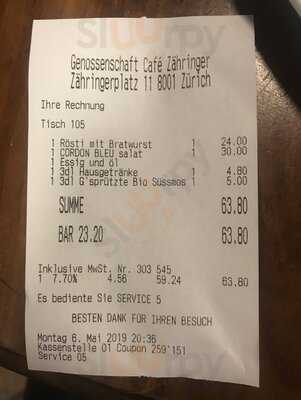 Genossenschaft Café Zähringer
Zähringerplatz 11 8001 Zürich
Ihre Rechnung
Tisch 105
1 Rösti mit Bratwurst 1 24.00
1 CORDON BLEU salat 1 30.00
1 Essig und öl
1 3dl Hausgetränke 1 4.80
1 3dl G'sprützte Bio Süssmos 1 5.00
SUMME 63.80
BAR 23.20 63.80
Inklusive MwSt. Nr. 303 545
1 7.70% 4.56 59.24 63.80
Es bediente Sie SERVICE 5
BESTEN DANK FÜR IHREN BESUCH
Montag 6. Mai 2019 20:36
Kassenstelle 01 Coupon 259'151
Service 05